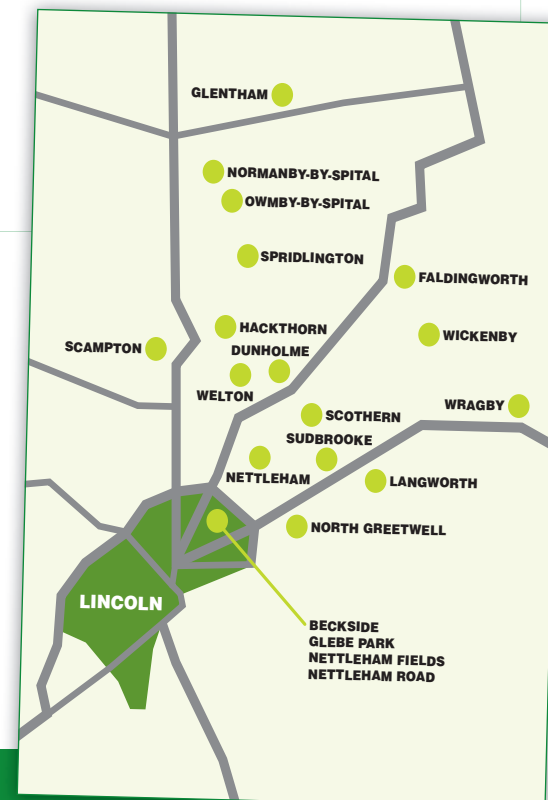 GLENTHAM
NORMANBY-BY-SPITAL
OWMBY-BY-SPITAL
SPRIDLINGTON
FALDINGWORTH
HACKTHORN
WICKENBY
SCAMPTON
DUNHOLME
WELTON
WRAGBY
SCOTHERN
SUDBROOKE
NETTLEHAM
LANGWORTH
NORTH GREETWELL
LINCOLN
BECKSIDE
GLEBE PARK
NETTLEHAM FIELDS
NETTLEHAM ROAD